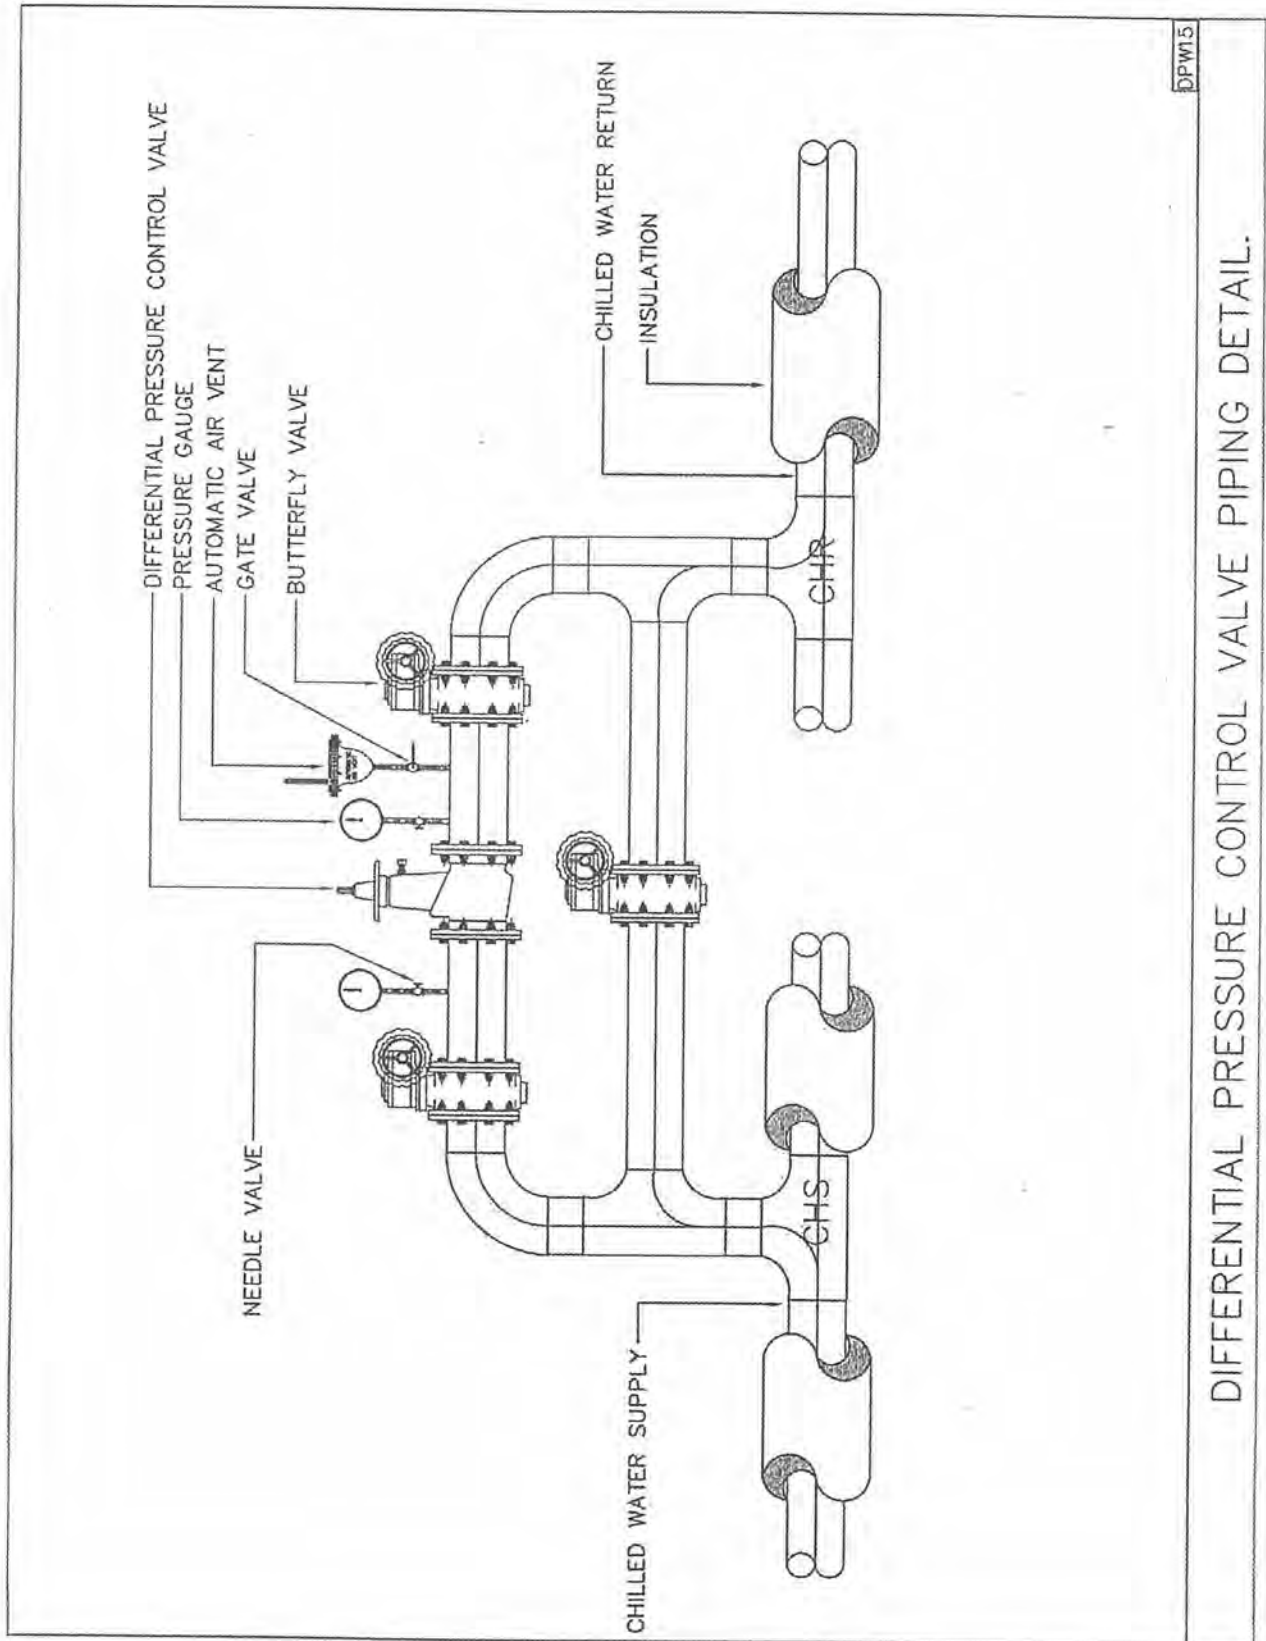 DIFFERENTIAL PRESSURE CONTROL VALVE
PRESSURE GAUGE
AUTOMATIC AIR VENT
GATE VALVE
BUTTERFLY VALVE
NEEDLE VALVE
CHILLED WATER RETURN
INSULATION
CHILLED WATER SUPPLY
CHS
CHR
DPW15
DIFFERENTIAL PRESSURE CONTROL VALVE PIPING DETAIL.